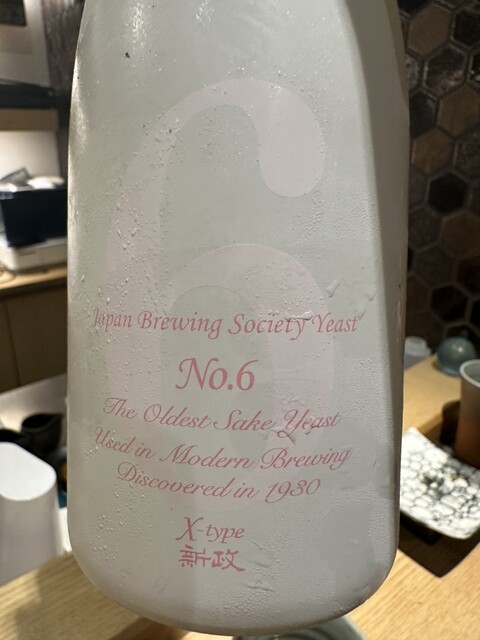 6
Japan Brewing Society Yeast
No.6
The Oldest Sake Yeast
Used in Modern Brewing
Discovered in 1930
X-type
新政